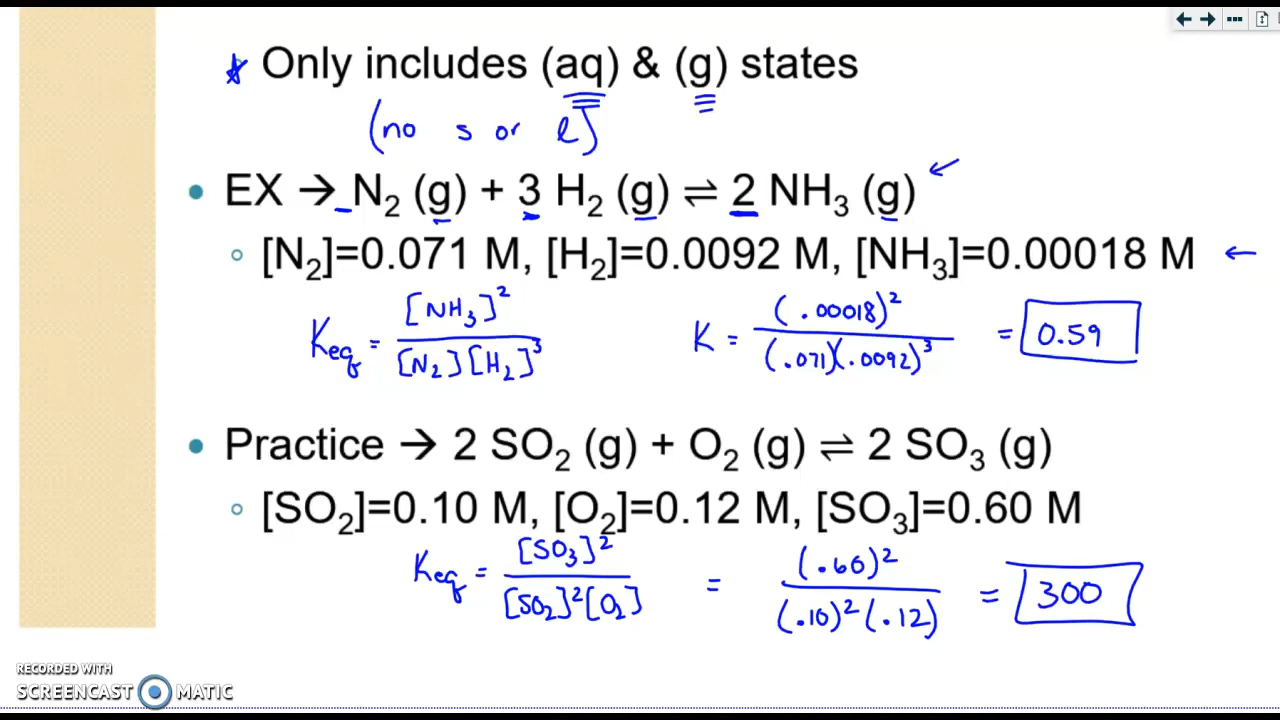 * Only includes (aq) & (g) states
(no s or l)
• EX → _N₂ (g) + 3 H₂ (g) ⇌ 2 NH₃ (g) ←
◦ [N₂]=0.071 M, [H₂]=0.0092 M, [NH₃]=0.00018 M ←
Keq = [NH₃]² / [N₂][H₂]³ K = (.00018)² / (.071)(.0092)³ = 0.59
• Practice → 2 SO₂ (g) + O₂ (g) ⇌ 2 SO₃ (g)
◦ [SO₂]=0.10 M, [O₂]=0.12 M, [SO₃]=0.60 M
Keq = [SO₃]² / [SO₂]²[O₂] = (.60)² / (.10)²(.12) = 300
RECORDED WITH
SCREENCAST MATIC